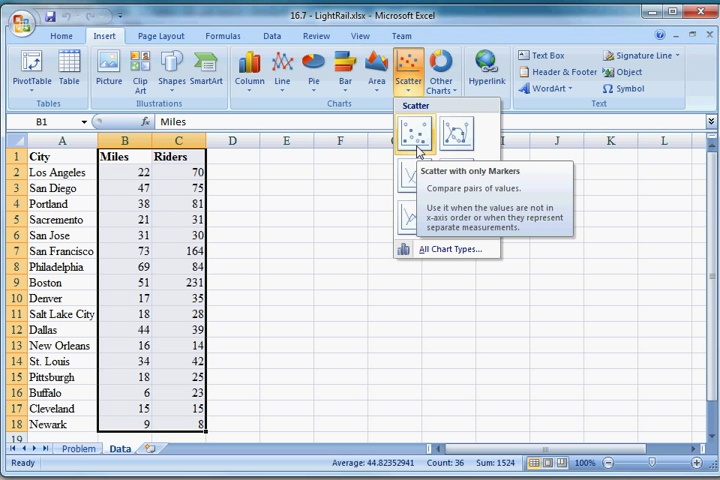 16.7 - LightRail.xlsx - Microsoft Excel
Home Insert Page Layout Formulas Data Review View Team
PivotTable Table Picture Clip Art Shapes SmartArt Column Line Pie Bar Area Scatter Other Charts Hyperlink
Text Box Signature Line
Header & Footer Object
WordArt Symbol
Tables Illustrations Charts Text
B1 Miles
Scatter
Scatter with only Markers
Compare pairs of values.
Use it when the values are not in
x-axis order or when they represent
separate measurements.
All Chart Types...
A B C D E F G I J K L
1 City Miles Riders
2 Los Angeles 22 70
3 San Diego 47 75
4 Portland 38 81
5 Sacremento 21 31
6 San Jose 31 30
7 San Francisco 73 164
8 Philadelphia 69 84
9 Boston 51 231
10 Denver 17 35
11 Salt Lake City 18 28
12 Dallas 44 39
13 New Orleans 16 14
14 St. Louis 34 42
15 Pittsburgh 18 25
16 Buffalo 6 23
17 Cleveland 15 15
18 Newark 9 8
19
Problem Data
Ready Average: 44.82352941 Count: 36 Sum: 1524 100%